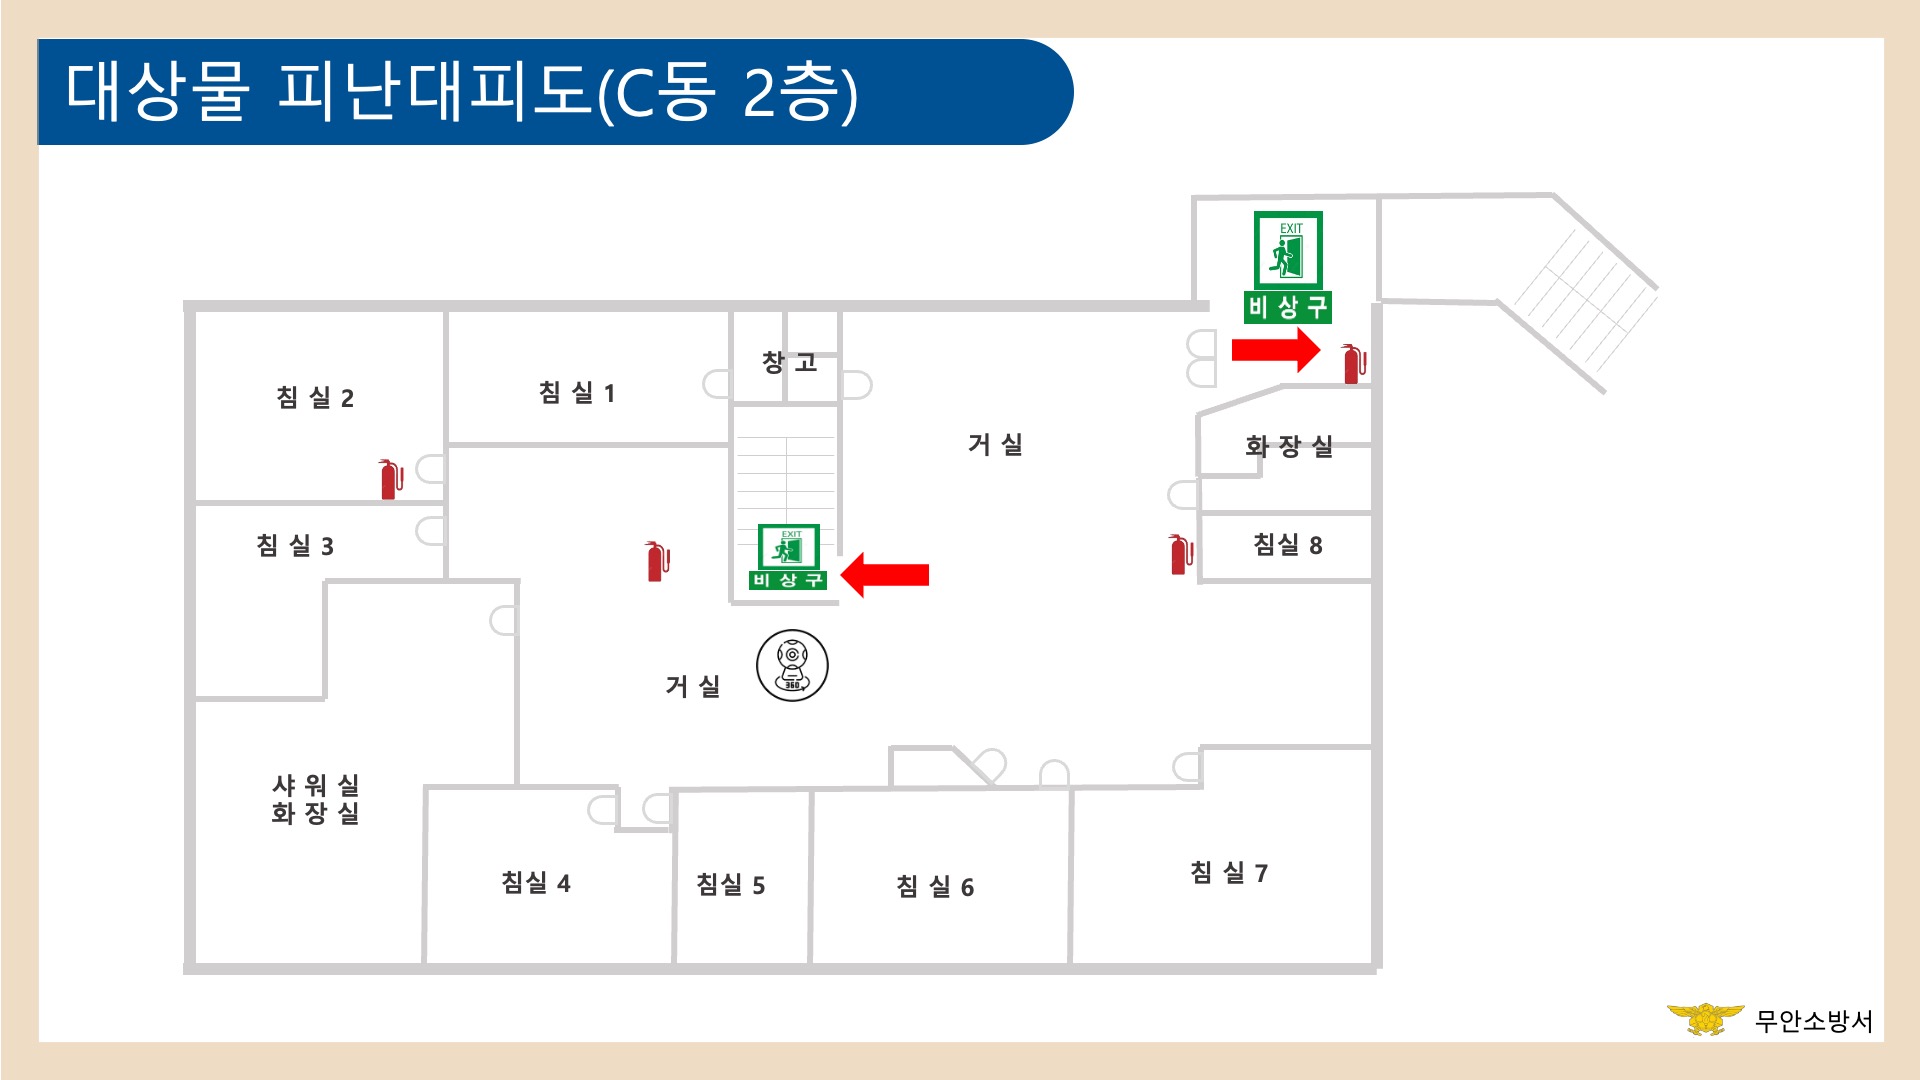 대상물 피난대피도(C동 2층)
EXIT
비 상 구
창 고
침 실 2
침 실 1
거 실
화 장 실
침 실 3
EXIT
비 상 구
침실 8
거 실
360
샤 워 실
화 장 실
침실 4
침실 5
침 실 6
침 실 7
무안소방서